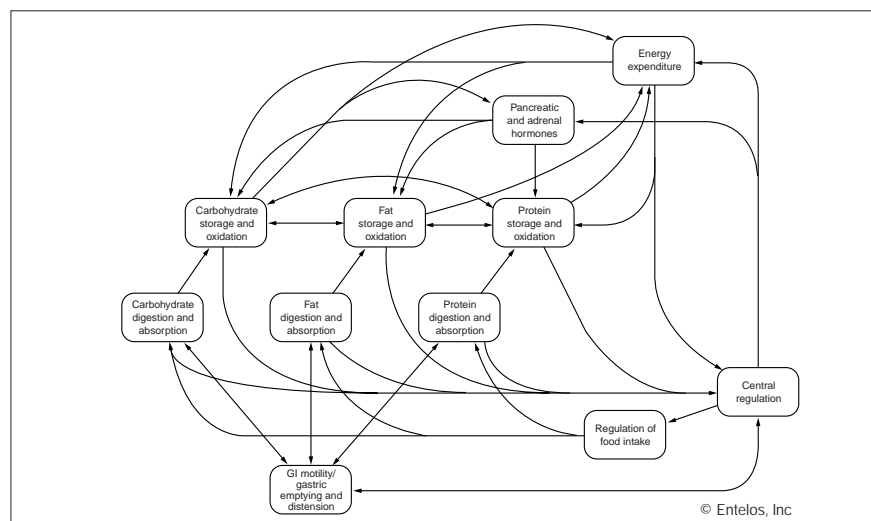 Energy
expenditure
Pancreatic
and adrenal
hormones
Carbohydrate
storage and
oxidation
Fat
storage and
oxidation
Protein
storage and
oxidation
Carbohydrate
digestion and
absorption
Fat
digestion and
absorption
Protein
digestion and
absorption
Central
regulation
Regulation of
food intake
GI motility/
gastric
emptying and
distension
© Entelos, Inc